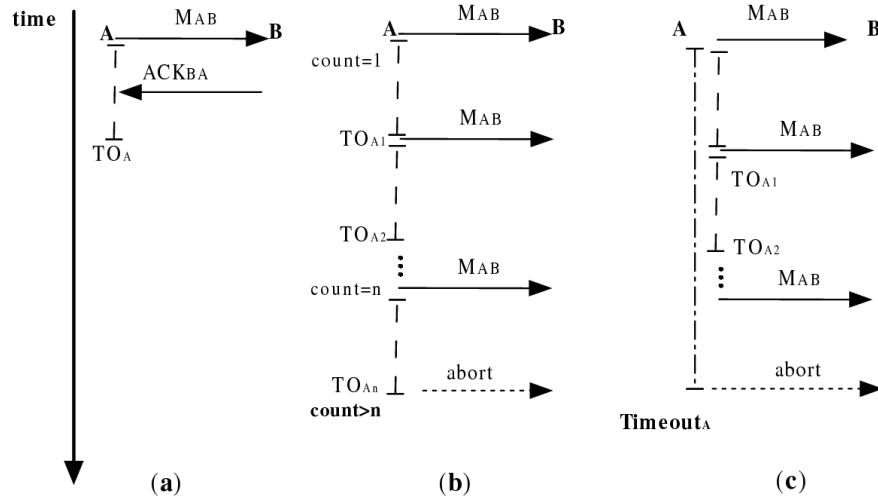 time
A
MAB
B
ACKBA
TOA
(a)
A
MAB
B
count=1
TOA1
MAB
TOA2
MAB
count=n
TOAn
abort
count>n
(b)
A
MAB
B
MAB
TOA1
TOA2
MAB
abort
TimeoutA
(c)